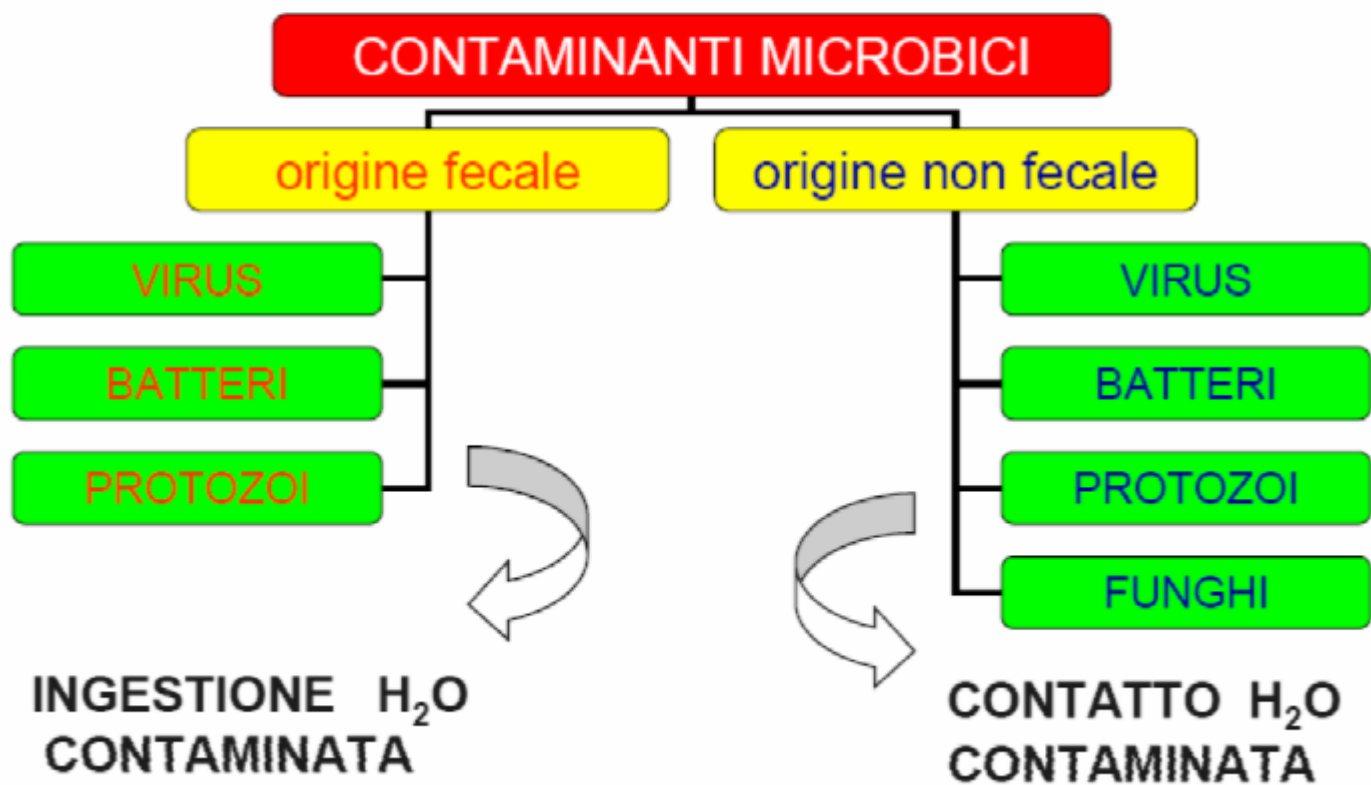 CONTAMINANTI MICROBICI
origine fecale
origine non fecale
VIRUS
BATTERI
PROTOZOI
VIRUS
BATTERI
PROTOZOI
FUNGHI
INGESTIONE H₂O
CONTAMINATA
CONTATTO H₂O
CONTAMINATA